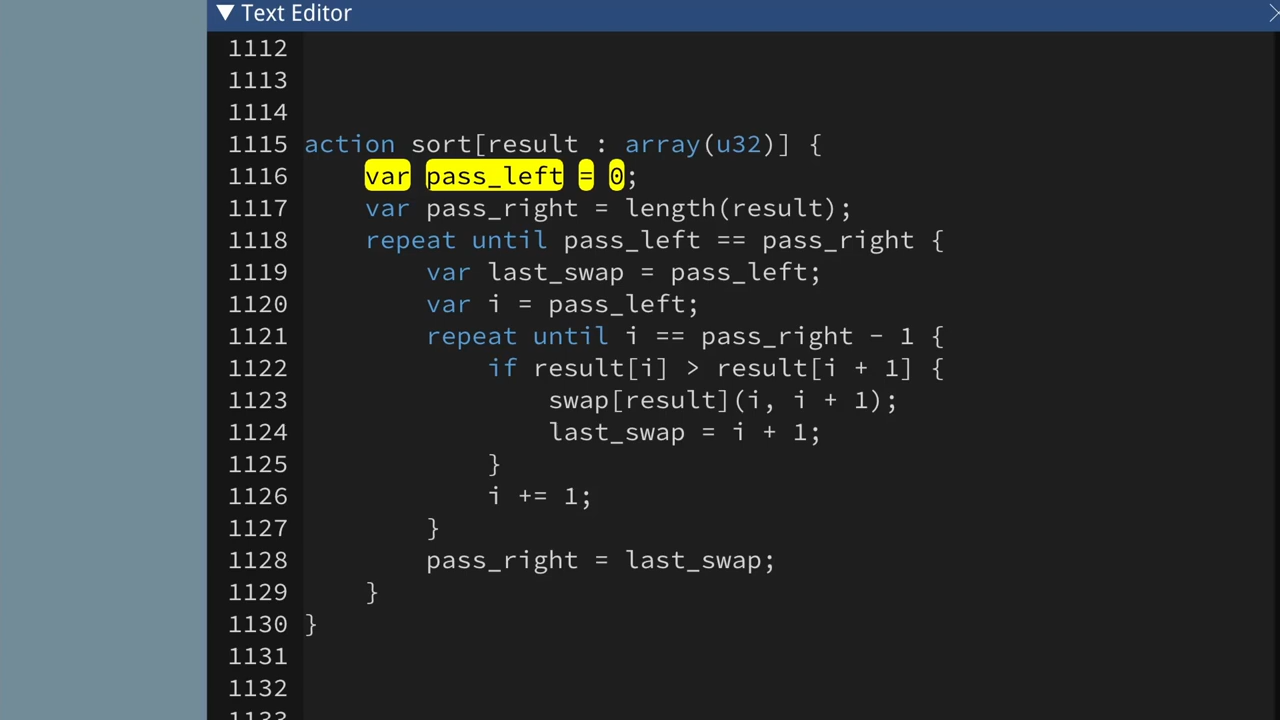 ▼ Text Editor
1112
1113
1114
1115 action sort[result : array(u32)] {
1116     var pass_left = 0;
1117     var pass_right = length(result);
1118     repeat until pass_left == pass_right {
1119         var last_swap = pass_left;
1120         var i = pass_left;
1121         repeat until i == pass_right - 1 {
1122             if result[i] > result[i + 1] {
1123                 swap[result](i, i + 1);
1124                 last_swap = i + 1;
1125             }
1126             i += 1;
1127         }
1128         pass_right = last_swap;
1129     }
1130 }
1131
1132
1133